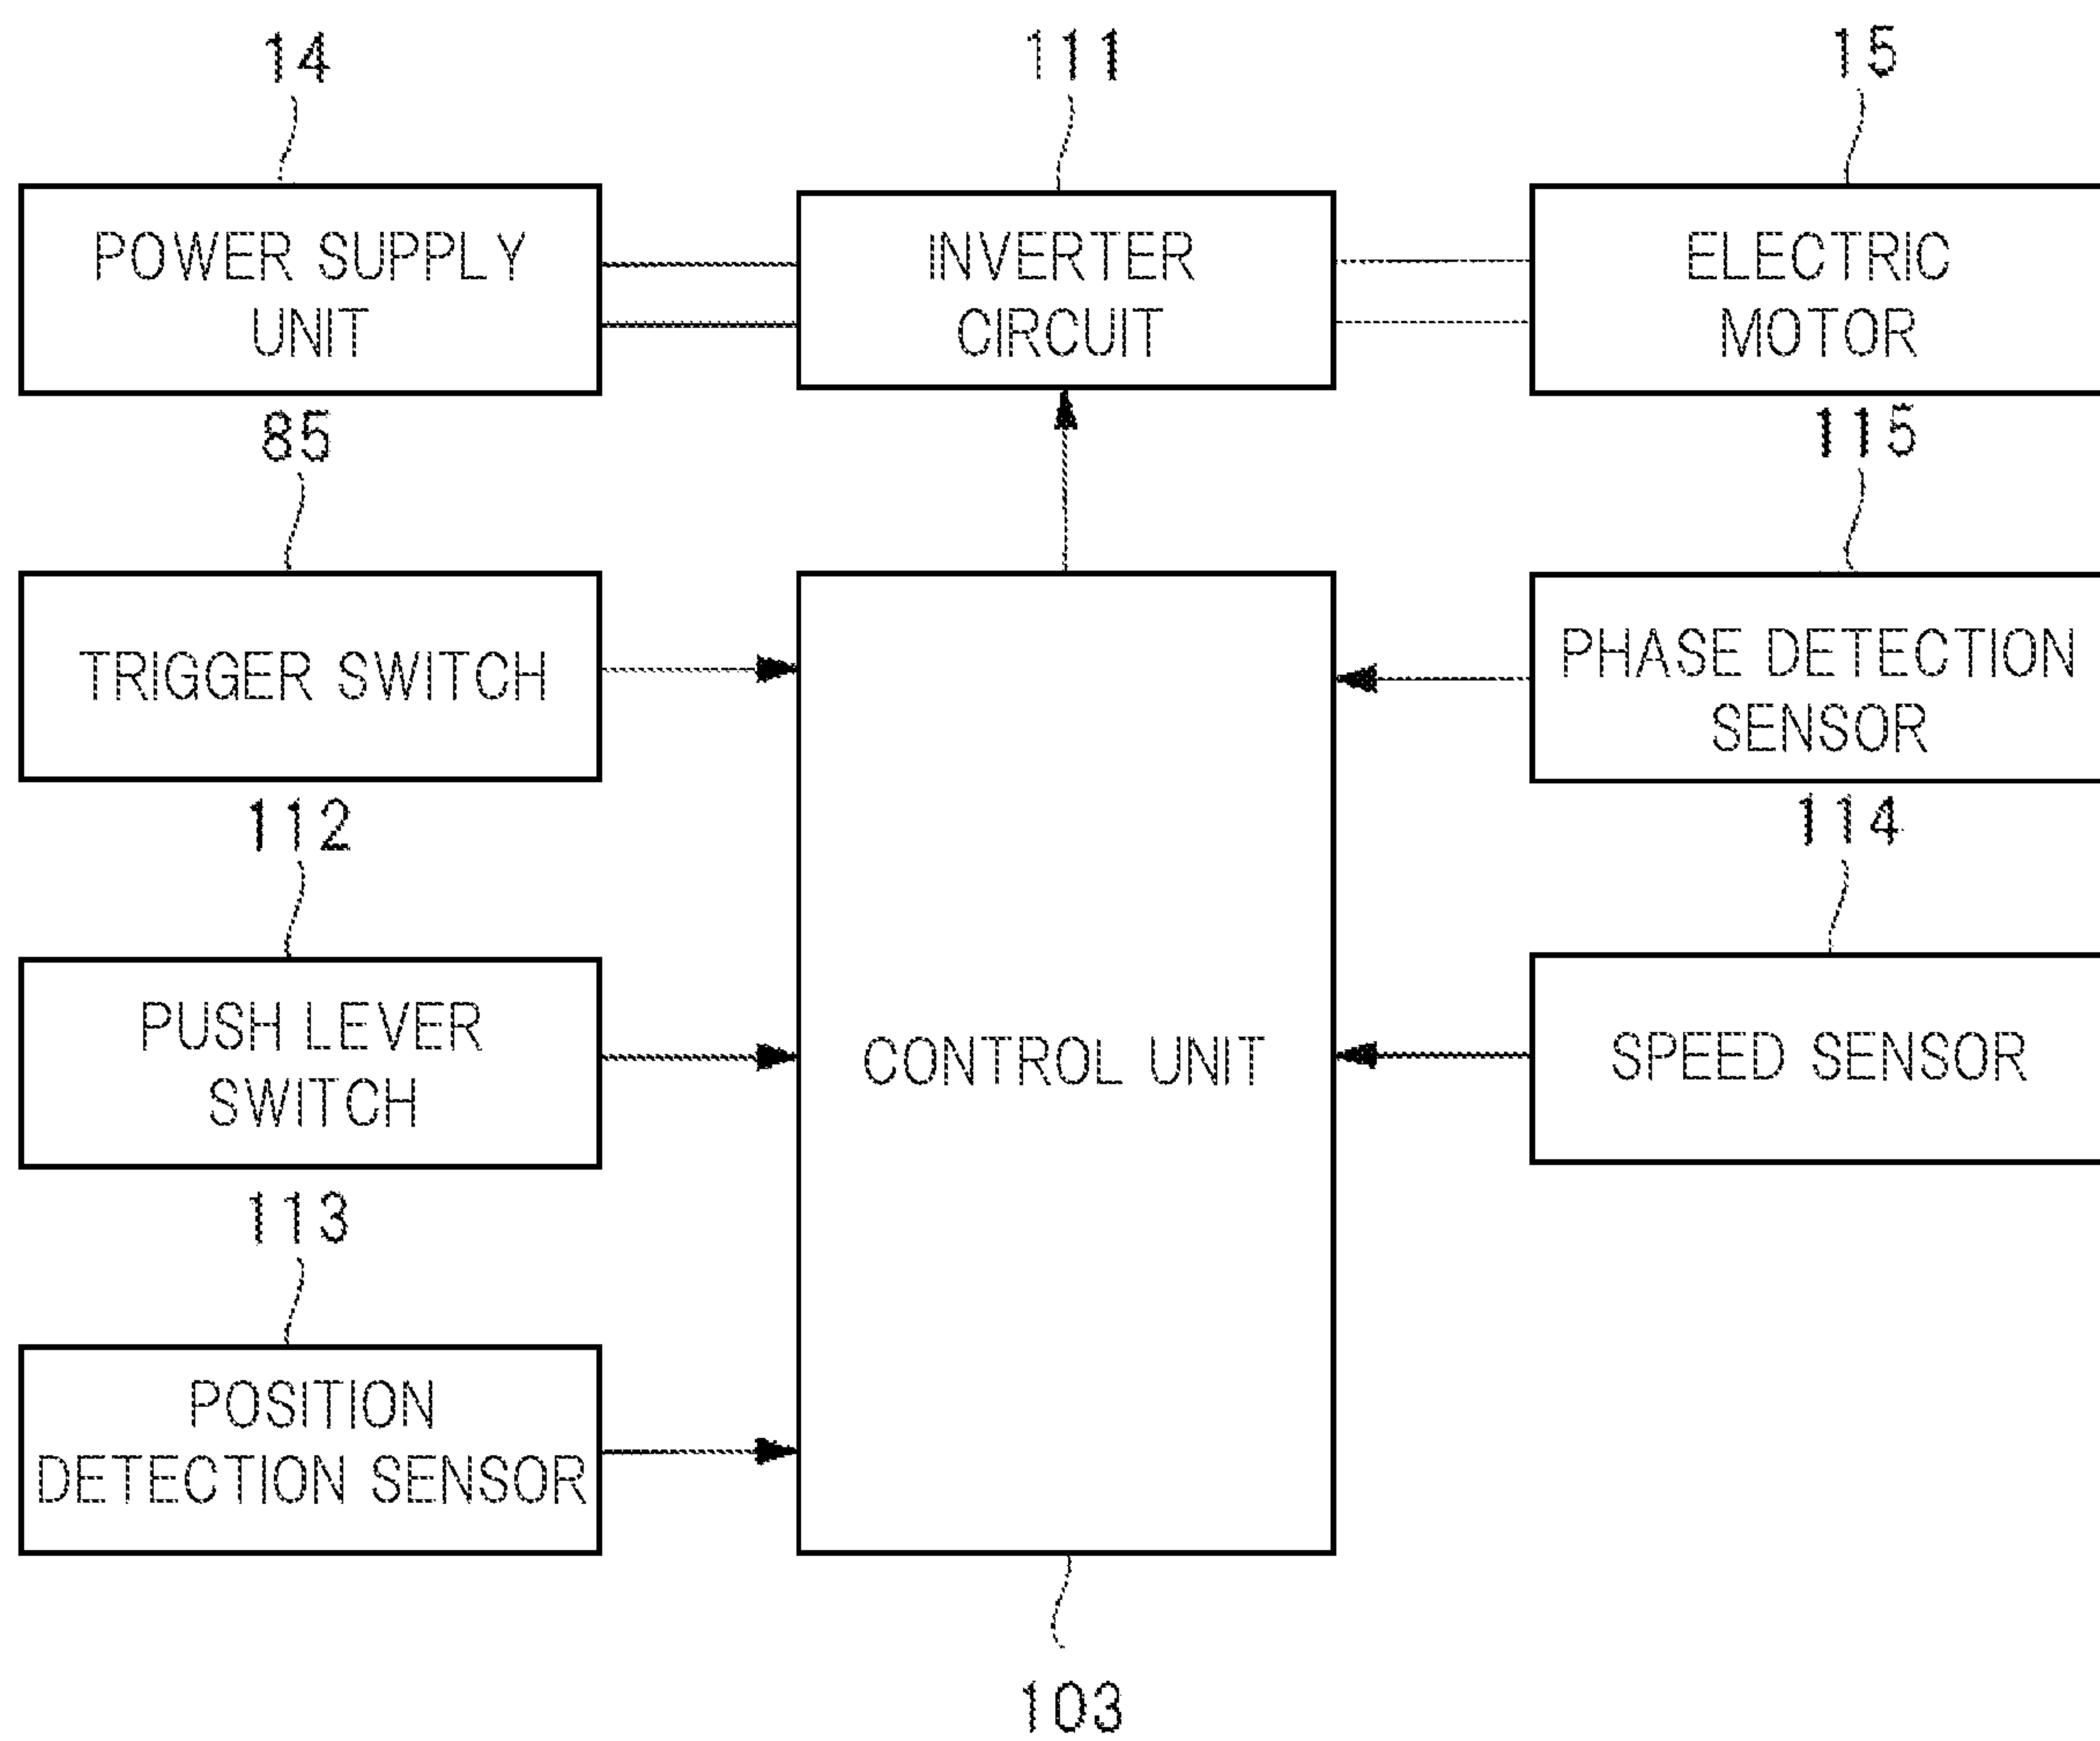 14
111
15
POWER SUPPLY
UNIT
INVERTER
CIRCUIT
ELECTRIC
MOTOR
85
115
TRIGGER SWITCH
PHASE DETECTION
SENSOR
112
114
PUSH LEVER
SWITCH
CONTROL UNIT
SPEED SENSOR
113
POSITION
DETECTION SENSOR
103